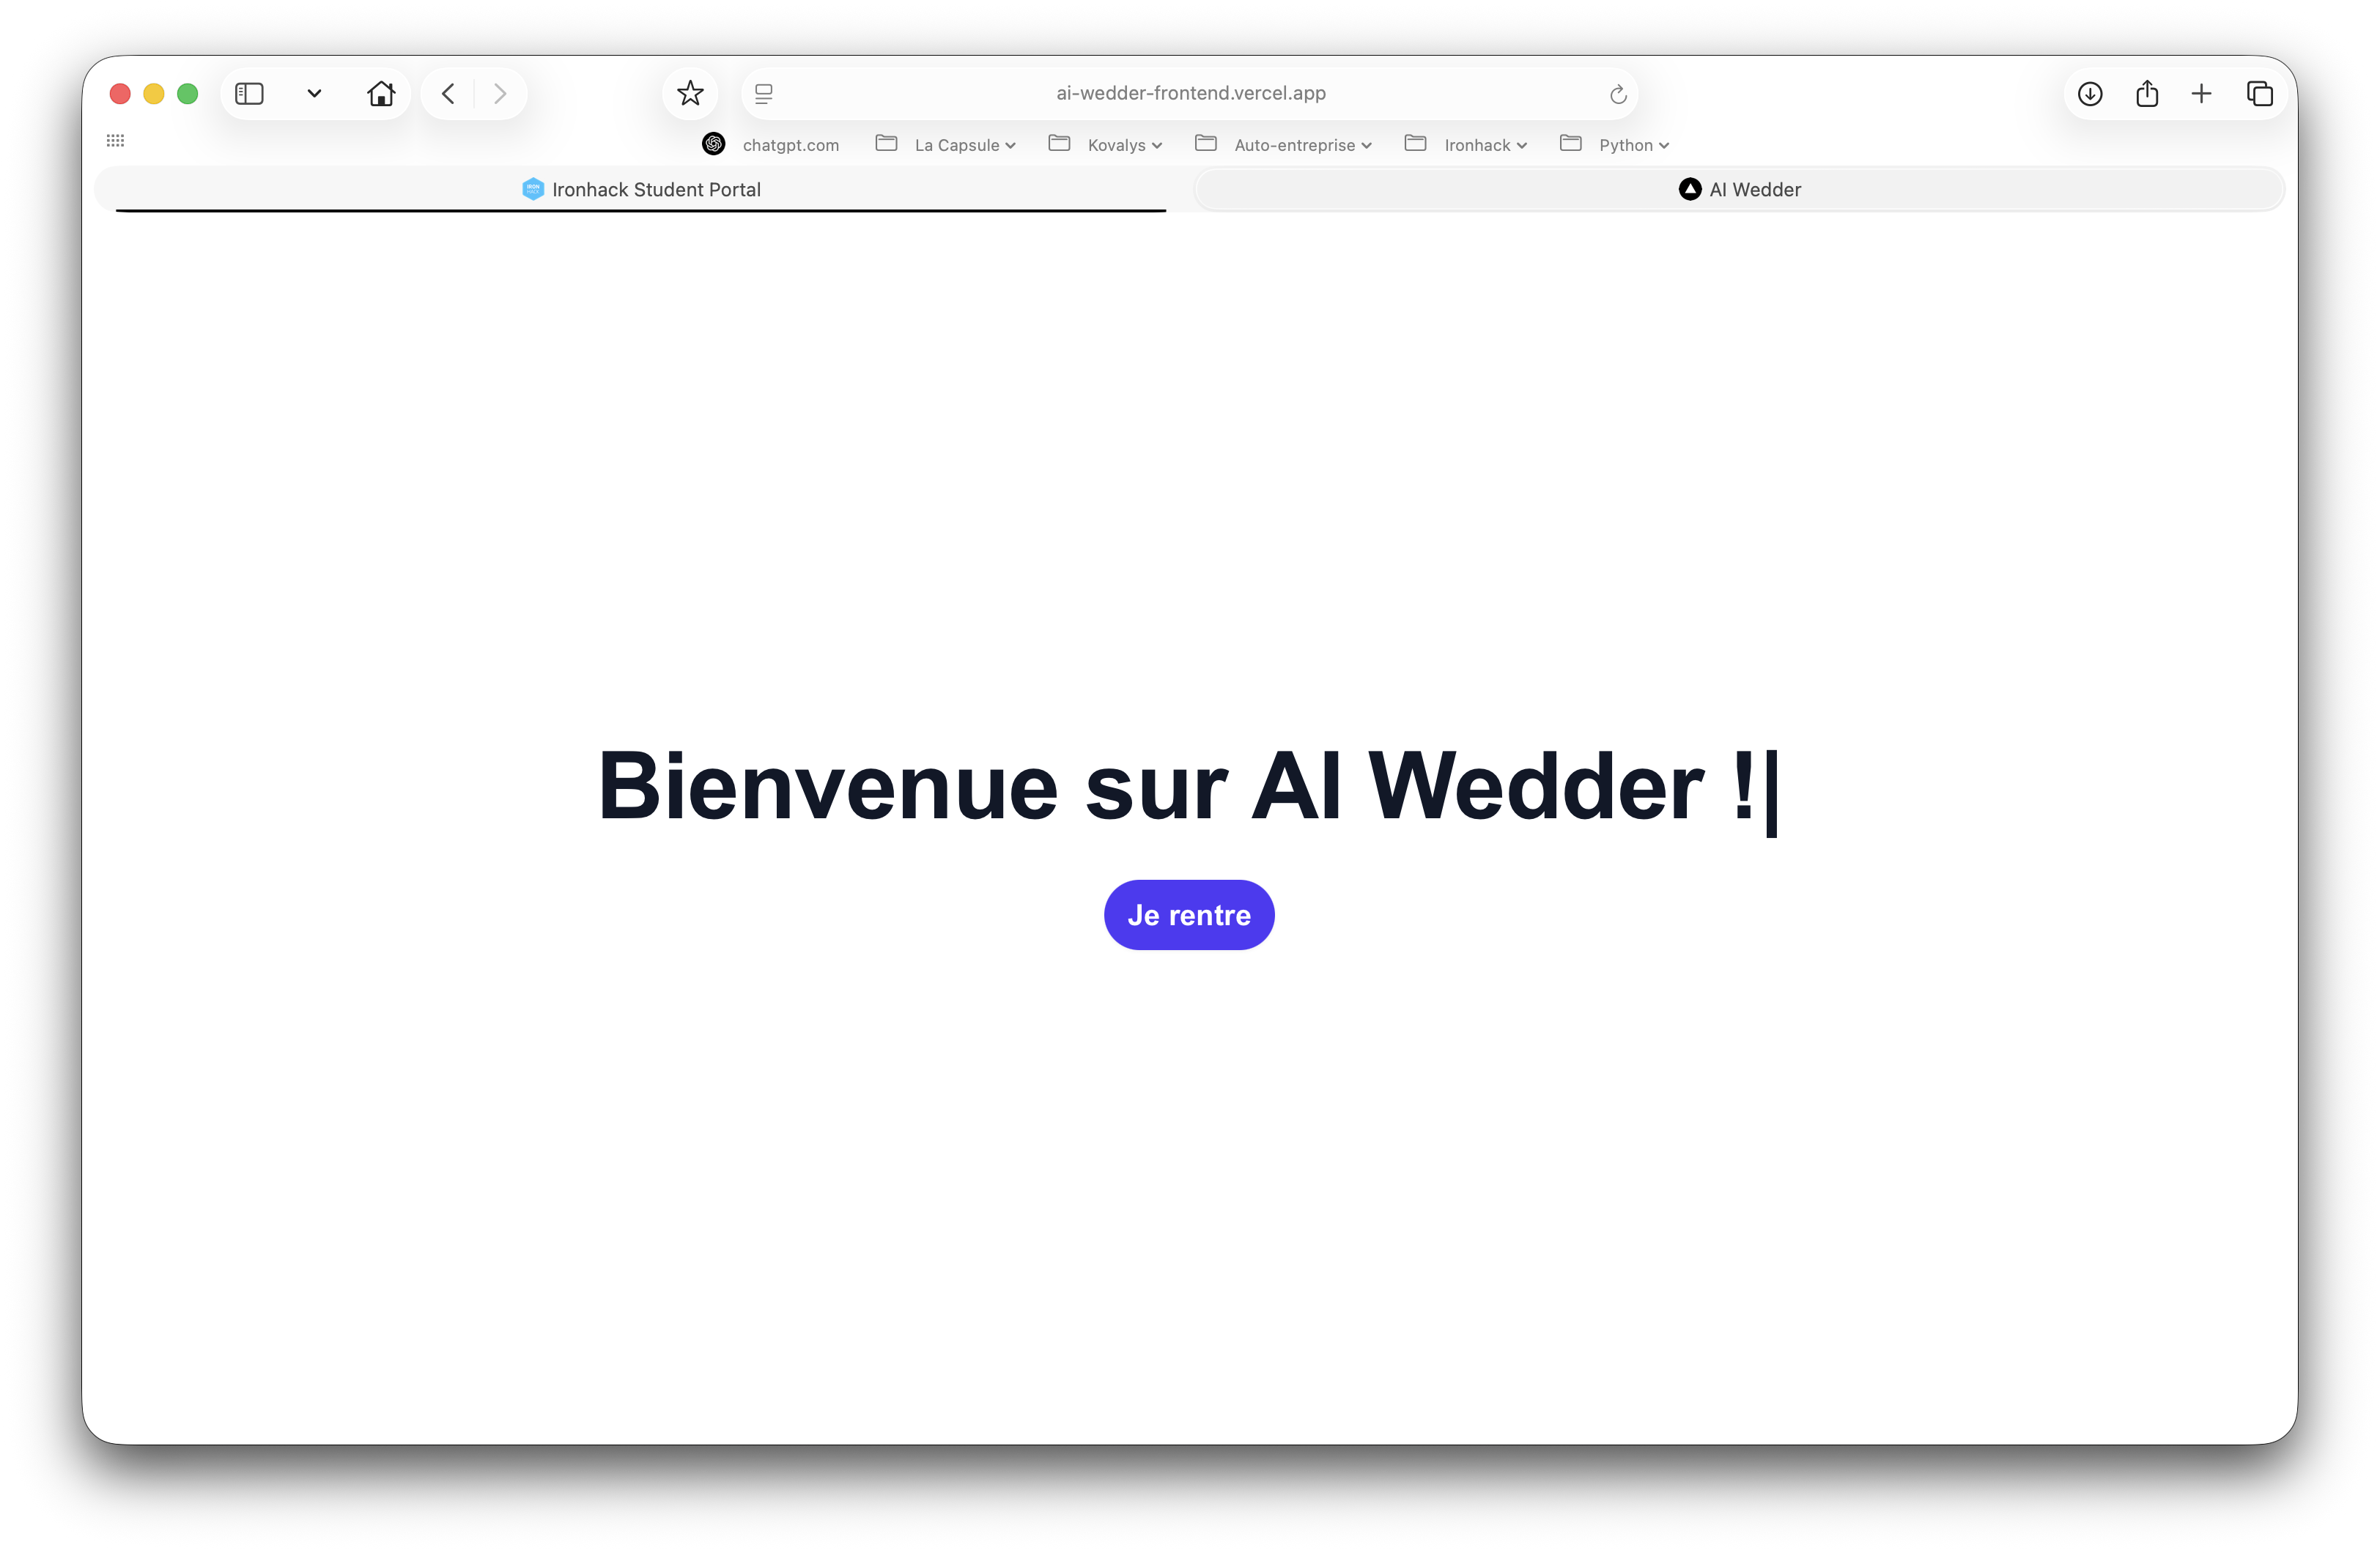 ai-wedder-frontend.vercel.app
chatgpt.com La Capsule Kovalys Auto-entreprise Ironhack Python
Ironhack Student Portal AI Wedder
Bienvenue sur AI Wedder !
Je rentre